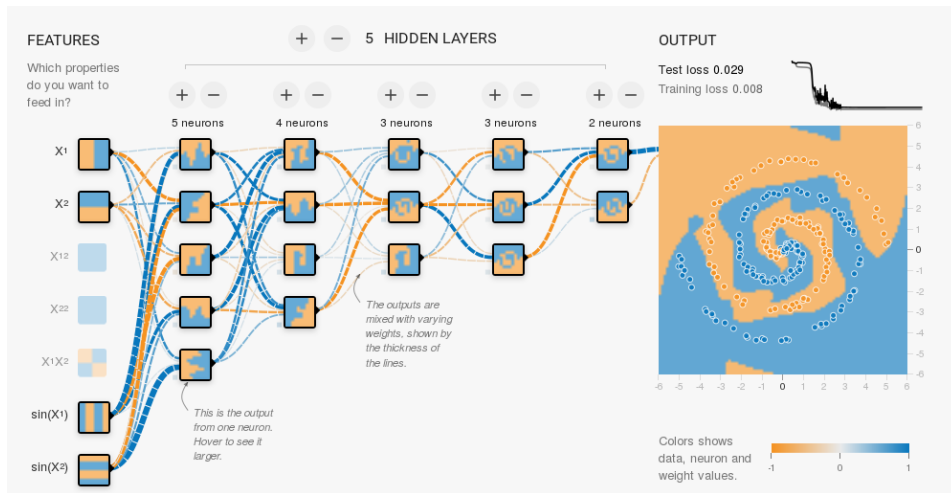 FEATURES
Which properties
do you want to
feed in?
+ − 5 HIDDEN LAYERS
OUTPUT
Test loss 0.029
Training loss 0.008
+ − + − + − + − + −
5 neurons 4 neurons 3 neurons 3 neurons 2 neurons
X1
X2
X12
X22
X1X2
sin(X1)
sin(X2)
The outputs are
mixed with varying
weights, shown by
the thickness of
the lines.
This is the output
from one neuron.
Hover to see it
larger.
6
5
4
3
2
1
0
-1
-2
-3
-4
-5
-6
-6 -5 -4 -3 -2 -1 0 1 2 3 4 5 6
Colors shows
data, neuron and
weight values.
-1 0 1